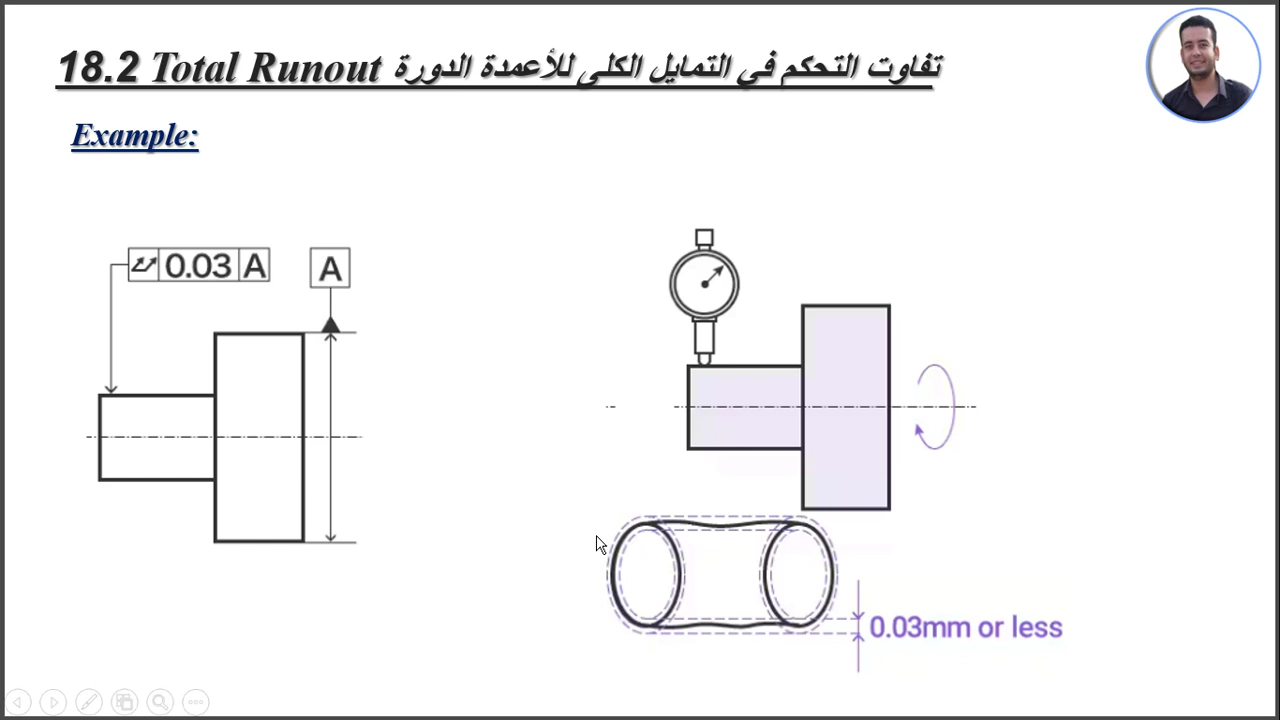 18.2 Total Runout تفاوت التحكم في التمايل الكلي للأعمدة الدورة
Example:
0.03 A
A
0.03mm or less